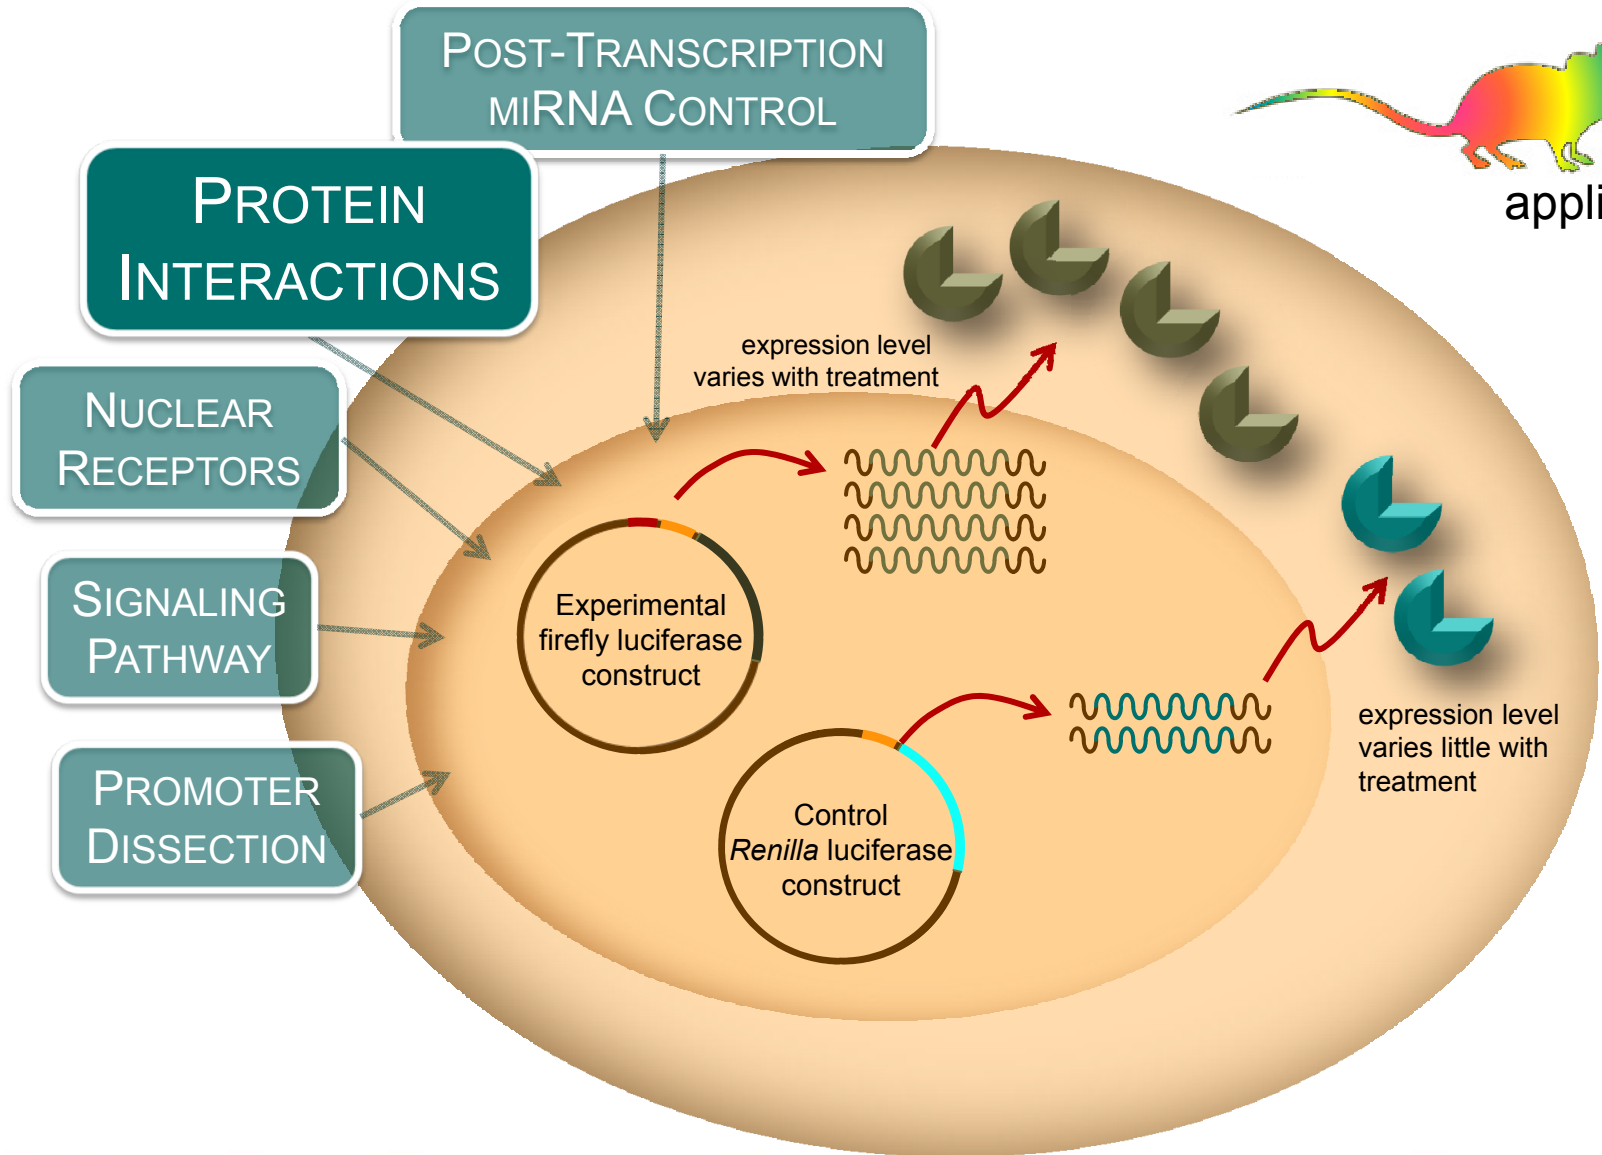 POST-TRANSCRIPTION
MIRNA CONTROL
PROTEIN
INTERACTIONS
NUCLEAR
RECEPTORS
SIGNALING
PATHWAY
PROMOTER
DISSECTION
appli
expression level
varies with treatment
Experimental
firefly luciferase
construct
Control
Renilla luciferase
construct
expression level
varies little with
treatment